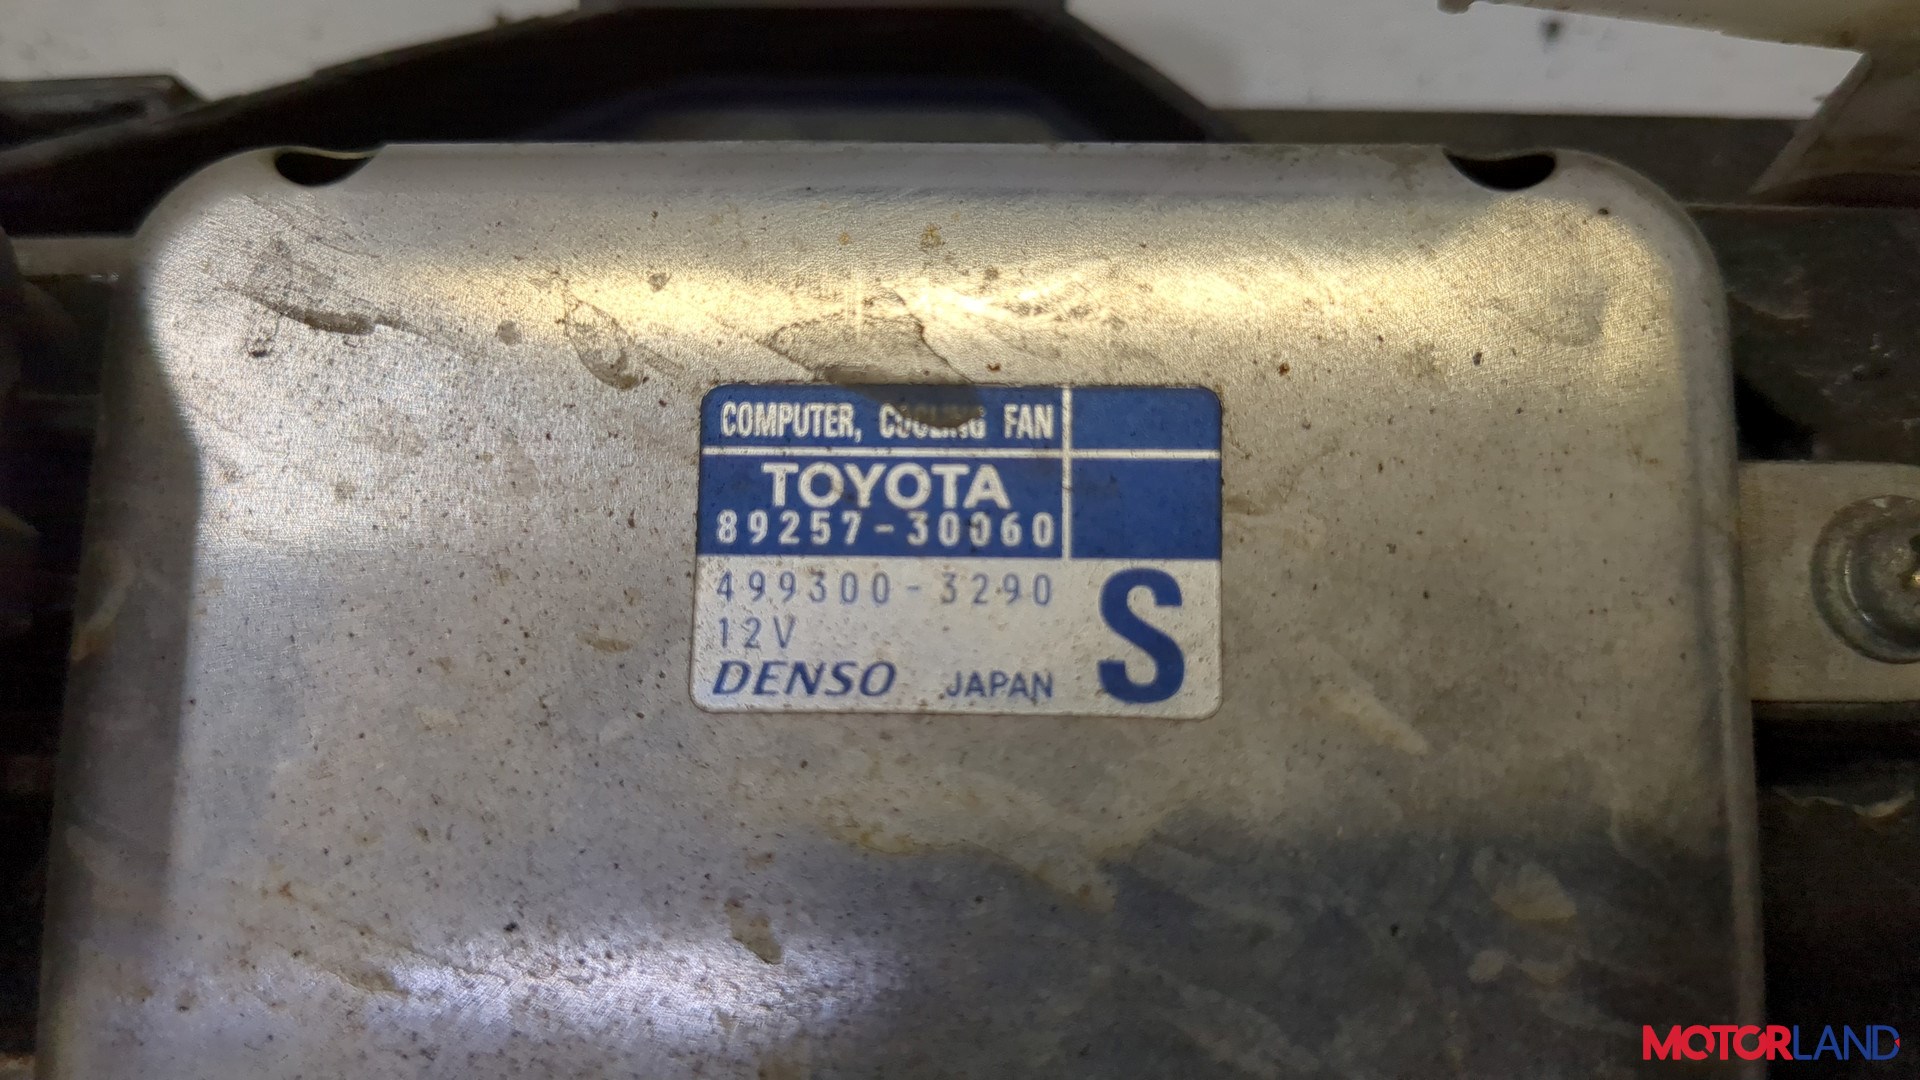 COMPUTER, COOLING FAN
TOYOTA
89257-30060
499300-3290
12V
DENSO JAPAN
S
MOTORLAND